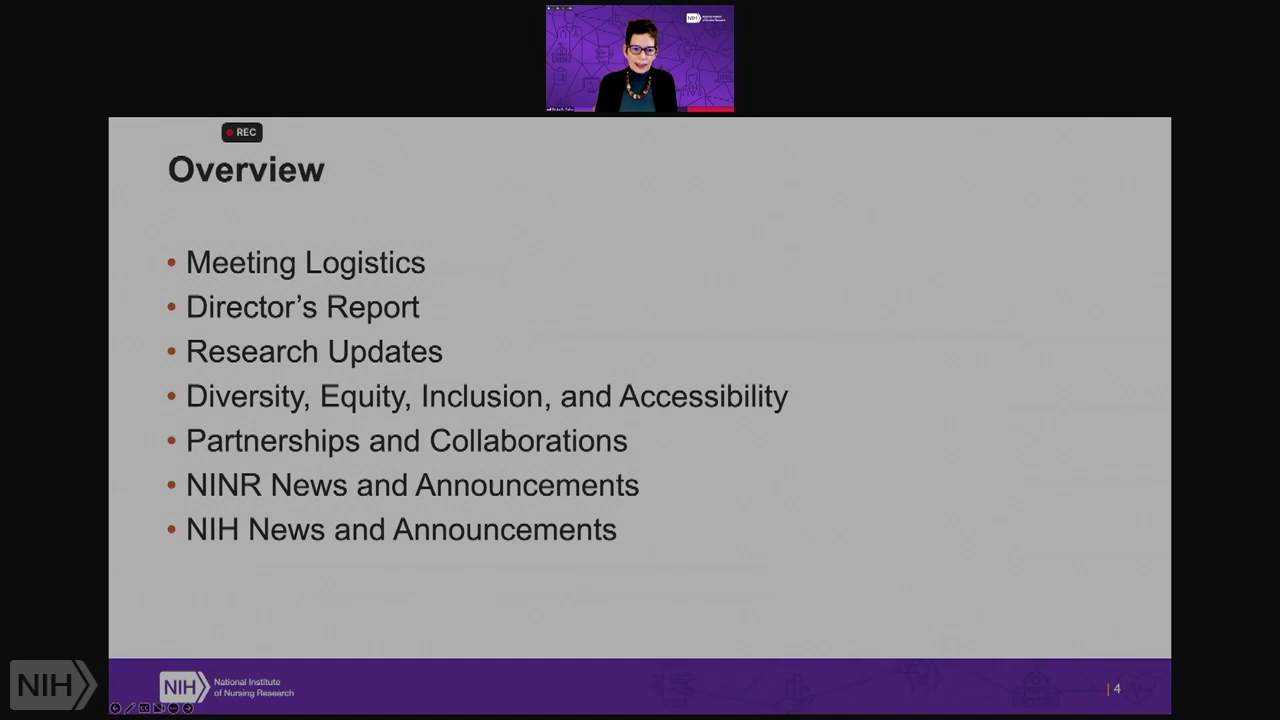 NIH
REC
Overview
• Meeting Logistics
• Director's Report
• Research Updates
• Diversity, Equity, Inclusion, and Accessibility
• Partnerships and Collaborations
• NINR News and Announcements
• NIH News and Announcements
NIH
NIH
National Institute
of Nursing Research
| 4